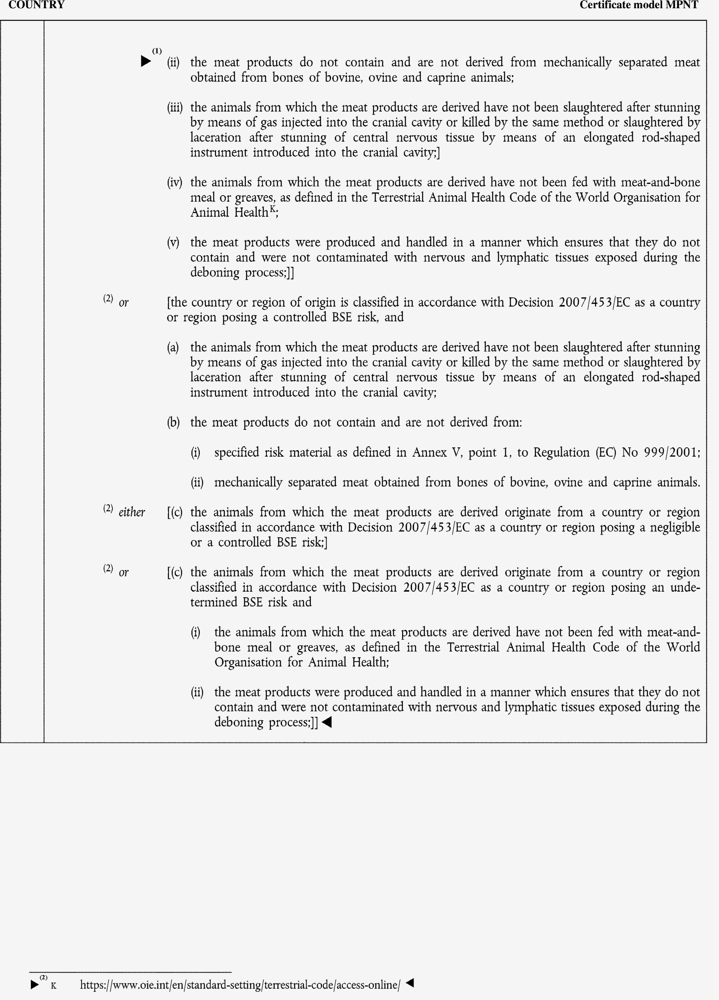 COUNTRY Certificate model MPNT
▶(1) (ii) the meat products do not contain and are not derived from mechanically separated meat
obtained from bones of bovine, ovine and caprine animals;
(iii) the animals from which the meat products are derived have not been slaughtered after stunning
by means of gas injected into the cranial cavity or killed by the same method or slaughtered by
laceration after stunning of central nervous tissue by means of an elongated rod-shaped
instrument introduced into the cranial cavity;]
(iv) the animals from which the meat products are derived have not been fed with meat-and-bone
meal or greaves, as defined in the Terrestrial Animal Health Code of the World Organisation for
Animal Health K;
(v) the meat products were produced and handled in a manner which ensures that they do not
contain and were not contaminated with nervous and lymphatic tissues exposed during the
deboning process;]]
(2) or [the country or region of origin is classified in accordance with Decision 2007/453/EC as a country
or region posing a controlled BSE risk, and
(a) the animals from which the meat products are derived have not been slaughtered after stunning
by means of gas injected into the cranial cavity or killed by the same method or slaughtered by
laceration after stunning of central nervous tissue by means of an elongated rod-shaped
instrument introduced into the cranial cavity;
(b) the meat products do not contain and are not derived from:
(i) specified risk material as defined in Annex V, point 1, to Regulation (EC) No 999/2001;
(ii) mechanically separated meat obtained from bones of bovine, ovine and caprine animals.
(2) either [(c) the animals from which the meat products are derived originate from a country or region
classified in accordance with Decision 2007/453/EC as a country or region posing a negligible
or a controlled BSE risk;]
(2) or [(c) the animals from which the meat products are derived originate from a country or region
classified in accordance with Decision 2007/453/EC as a country or region posing an unde-
termined BSE risk and
(i) the animals from which the meat products are derived have not been fed with meat-and-
bone meal or greaves, as defined in the Terrestrial Animal Health Code of the World
Organisation for Animal Health;
(ii) the meat products were produced and handled in a manner which ensures that they do not
contain and were not contaminated with nervous and lymphatic tissues exposed during the
deboning process;]] ◀
▶(2) K https://www.oie.int/en/standard-setting/terrestrial-code/access-online/ ◀